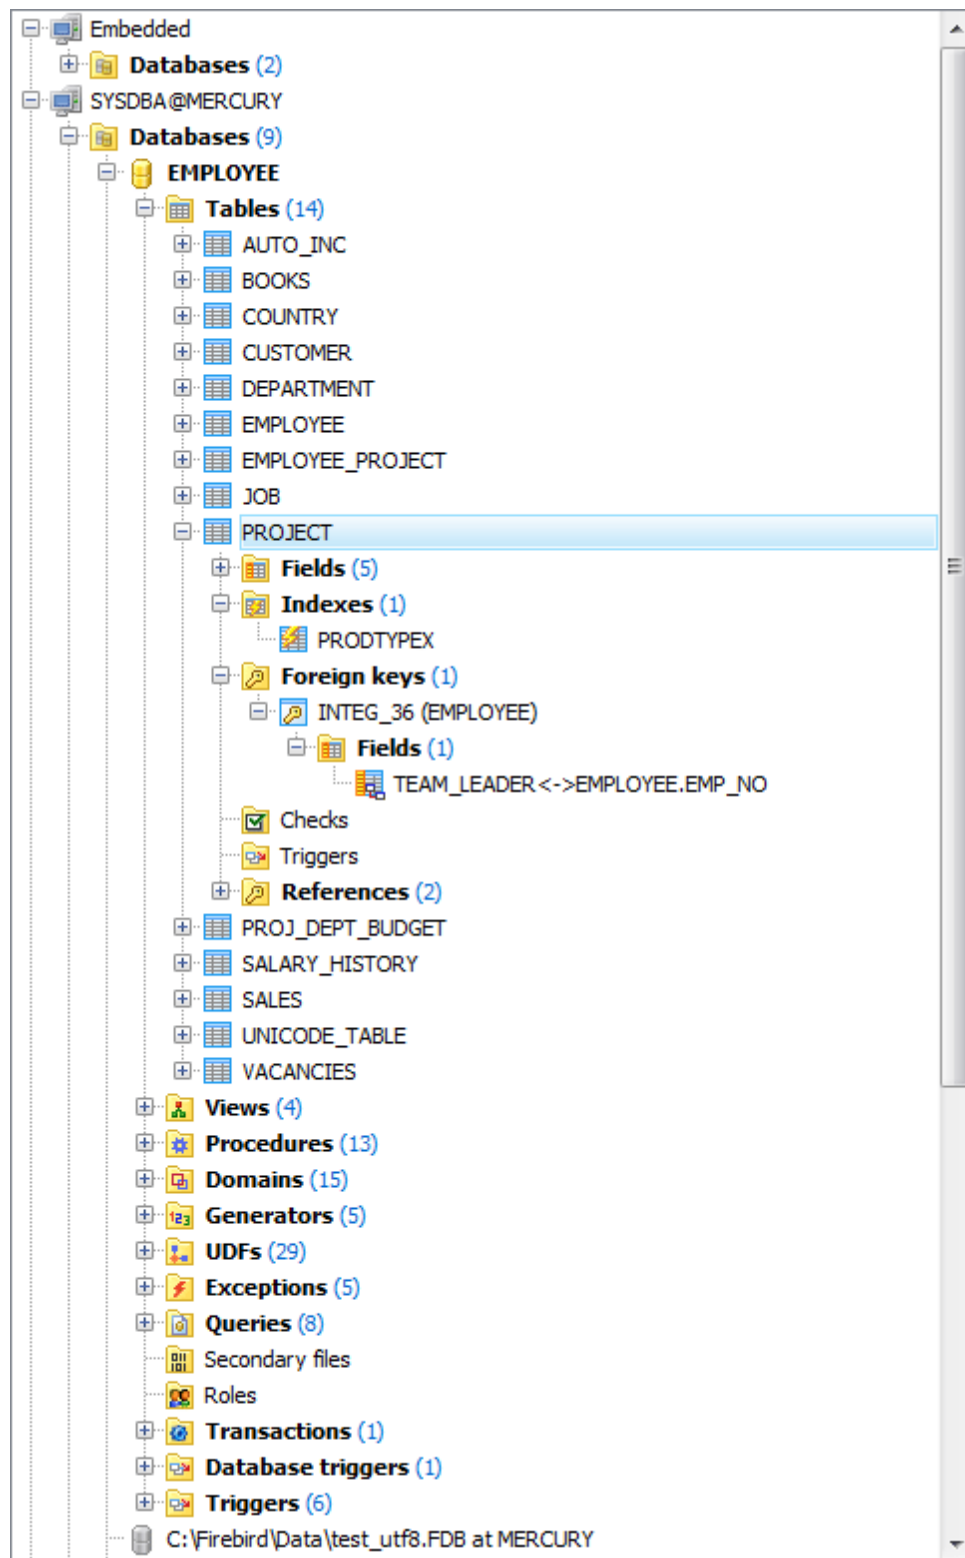 Embedded
Databases (2)
SYSDBA@MERCURY
Databases (9)
EMPLOYEE
Tables (14)
AUTO_INC
BOOKS
COUNTRY
CUSTOMER
DEPARTMENT
EMPLOYEE
EMPLOYEE_PROJECT
JOB
PROJECT
Fields (5)
Indexes (1)
PRODTYPEX
Foreign keys (1)
INTEG_36 (EMPLOYEE)
Fields (1)
TEAM_LEADER<->EMPLOYEE.EMP_NO
Checks
Triggers
References (2)
PROJ_DEPT_BUDGET
SALARY_HISTORY
SALES
UNICODE_TABLE
VACANCIES
Views (4)
Procedures (13)
Domains (15)
Generators (5)
UDFs (29)
Exceptions (5)
Queries (8)
Secondary files
Roles
Transactions (1)
Database triggers (1)
Triggers (6)
C:\Firebird\Data\test_utf8.FDB at MERCURY